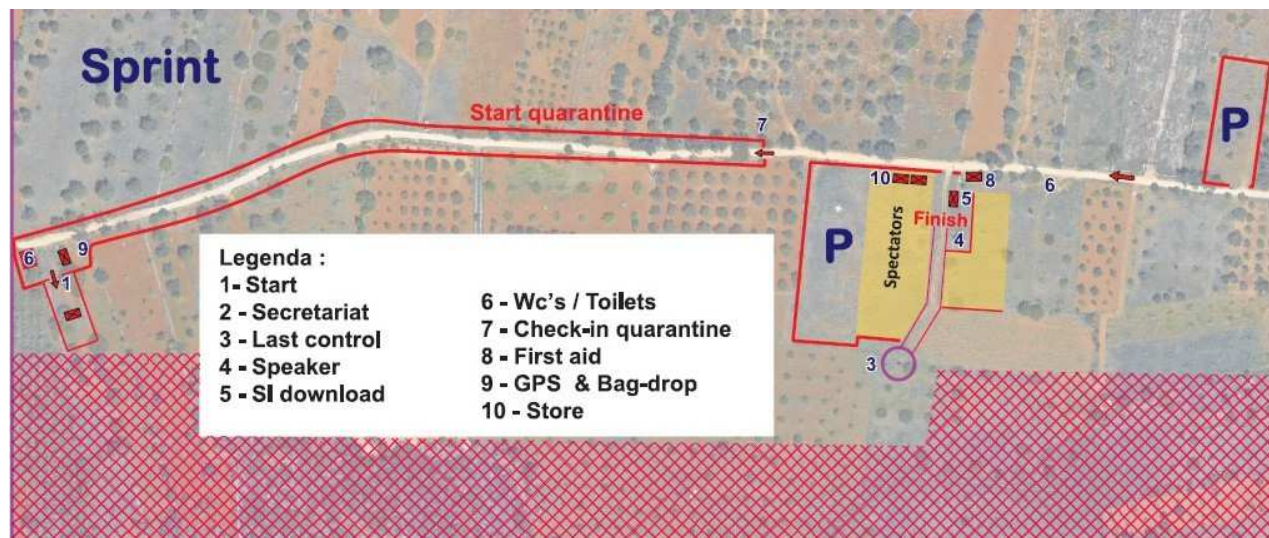 Sprint
Start quarantine
7
P
10
8
6
5
Finish
4
P
Spectators
6
9
1
3
Legenda :
1- Start
2 - Secretariat
3 - Last control
4 - Speaker
5 - SI download
6 - Wc's / Toilets
7 - Check-in quarantine
8 - First aid
9 - GPS & Bag-drop
10 - Store